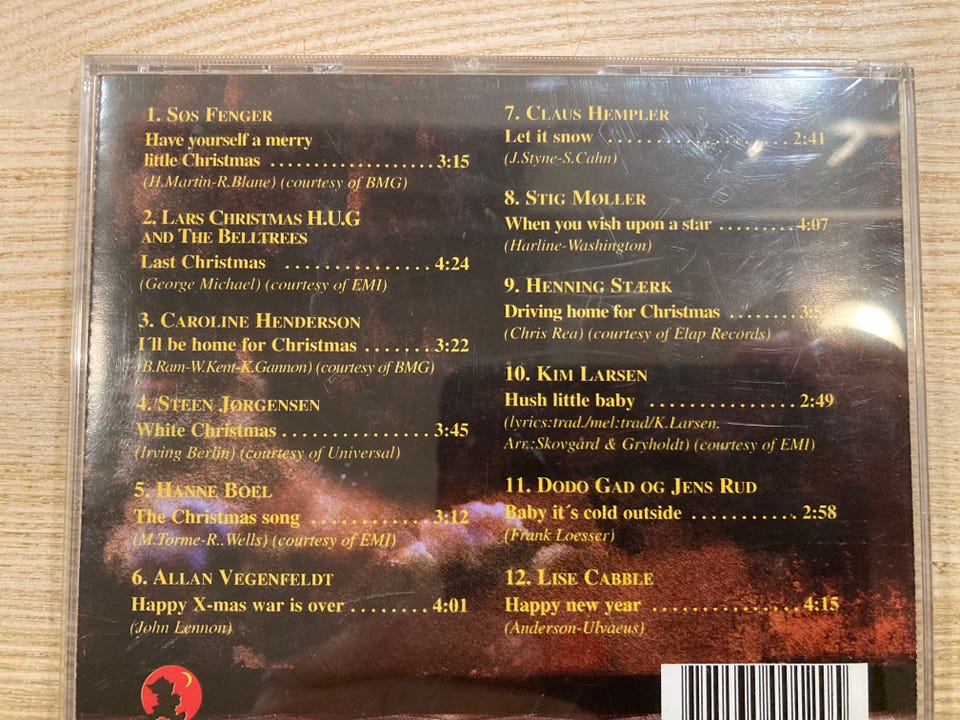 1. SØS FENGER
Have yourself a merry
little Christmas ..................... 3:15
(H.Martin-R.Blane) (courtesy of BMG)
2. LARS CHRISTMAS H.U.G
AND THE BELLTREES
Last Christmas ................... 4:24
(George Michael) (courtesy of EMI)
3. CAROLINE HENDERSON
I´ll be home for Christmas ....... 3:22
(B.Ram-W.Kent-K.Gannon) (courtesy of BMG)
4. STEEN JØRGENSEN
White Christmas ................... 3:45
(Irving Berlin) (courtesy of Universal)
5. HANNE BOEL
The Christmas song ............... 3:12
(M.Torme-R..Wells) (courtesy of EMI)
6. ALLAN VEGENFELDT
Happy X-mas war is over ........ 4:01
(John Lennon)
7. CLAUS HEMPLER
Let it snow ....................... 2:41
(J.Styne-S.Cahn)
8. STIG MØLLER
When you wish upon a star ......... 4:07
(Harline-Washington)
9. HENNING STÆRK
Driving home for Christmas ........
(Chris Rea) (courtesy of Elap Records)
10. KIM LARSEN
Hush little baby .................. 2:49
(lyrics:trad./mel:trad/K.Larsen.
Arr.:Skovgård & Gryholdt) (courtesy of EMI)
11. DODO GAD OG JENS RUD
Baby it´s cold outside ........... 2:58
(Frank Loesser)
12. LISE CABBLE
Happy new year .................. 4:15
(Anderson-Ulvaeus)